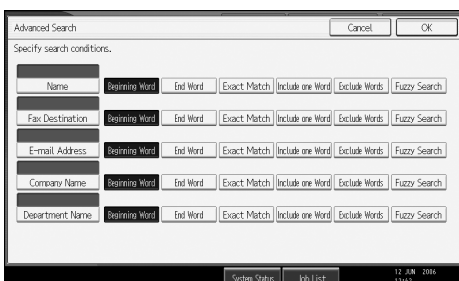 Advanced Search Cancel OK
Specify search conditions.
Name Beginning Word End Word Exact Match Include one Word Exclude Words Fuzzy Search
Fax Destination Beginning Word End Word Exact Match Include one Word Exclude Words Fuzzy Search
E-mail Address Beginning Word End Word Exact Match Include one Word Exclude Words Fuzzy Search
Company Name Beginning Word End Word Exact Match Include one Word Exclude Words Fuzzy Search
Department Name Beginning Word End Word Exact Match Include one Word Exclude Words Fuzzy Search
System Status Job List 12 JUN 2006